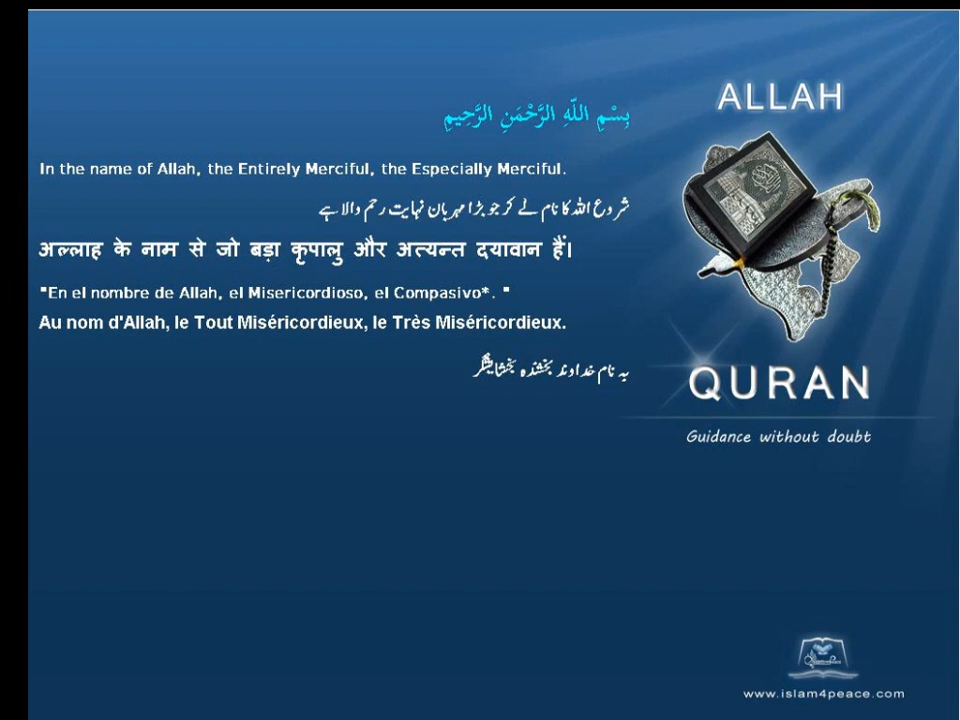 بِسْمِ اللّهِ الرَّحْمَنِ الرَّحِيمِ
In the name of Allah, the Entirely Merciful, the Especially Merciful.
شروع اللہ کا نام لے کر جو بڑا مہربان نہایت رحم والا ہے
अल्लाह के नाम से जो बड़ा कृपालु और अत्यन्त दयावान हैं।
"En el nombre de Allah, el Misericordioso, el Compasivo*. "
Au nom d'Allah, le Tout Miséricordieux, le Très Miséricordieux.
به نام خداوند بخشنده بخشایشگر
ALLAH
QURAN
Guidance without doubt
www.islam4peace.com